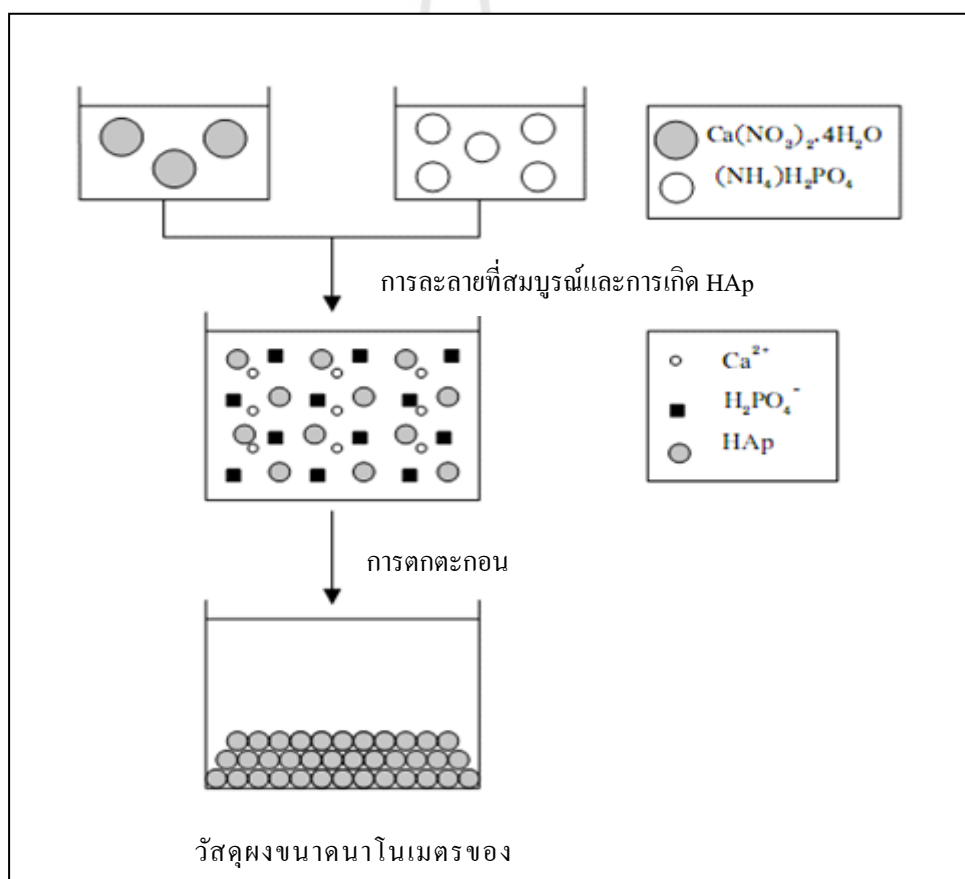 Ca(NO₃)₂.4H₂O
(NH₄)H₂PO₄
การละลายที่สมบูรณ์และการเกิด HAp
Ca²⁺
H₂PO₄⁻
HAp
การตกตะกอน
วัสดุผงขนาดนาโนเมตรของ